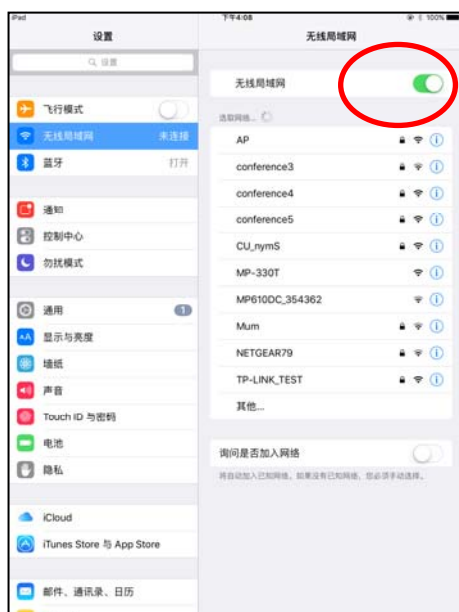 iPad
下午4:08
100%
设置
无线局域网
设置
飞行模式
无线局域网 未连接
蓝牙 打开
通知
控制中心
勿扰模式
通用 1
显示与亮度
墙纸
声音
Touch ID 与密码
电池
隐私
iCloud
iTunes Store 与 App Store
邮件、通讯录、日历
无线局域网
选取网络...
AP
conference3
conference4
conference5
CU_nymS
MP-330T
MP610DC_354362
Mum
NETGEAR79
TP-LINK_TEST
其他...
询问是否加入网络
将自动加入已知网络。如果没有已知网络，您必须手动选择。